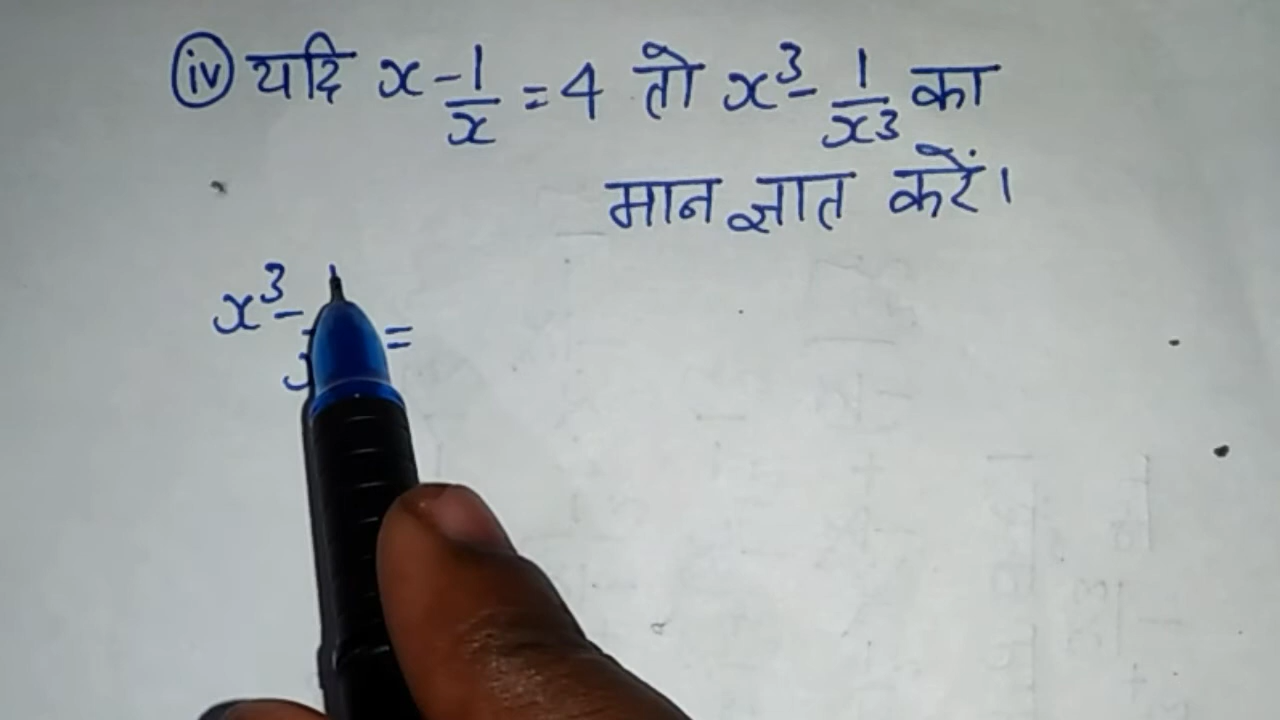 (iv) यदि x - 1/x = 4 तो x³ - 1/x³ का
मान ज्ञात करें।
x³ - =